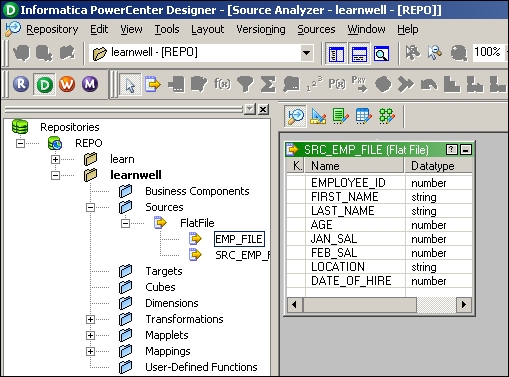 Informatica PowerCenter Designer - [Source Analyzer - learnwell - [REPO]]
Repository Edit View Tools Layout Versioning Sources Window Help
learnwell - [REPO] 100%
R D W M f(x)
Repositories
REPO
learn
learnwell
Business Components
Sources
FlatFile
EMP_FILE
SRC_EMP_F
Targets
Cubes
Dimensions
Transformations
Mapplets
Mappings
User-Defined Functions
SRC_EMP_FILE (Flat File)
K. Name Datatype
EMPLOYEE_ID number
FIRST_NAME string
LAST_NAME string
AGE number
JAN_SAL number
FEB_SAL number
LOCATION string
DATE_OF_HIRE number